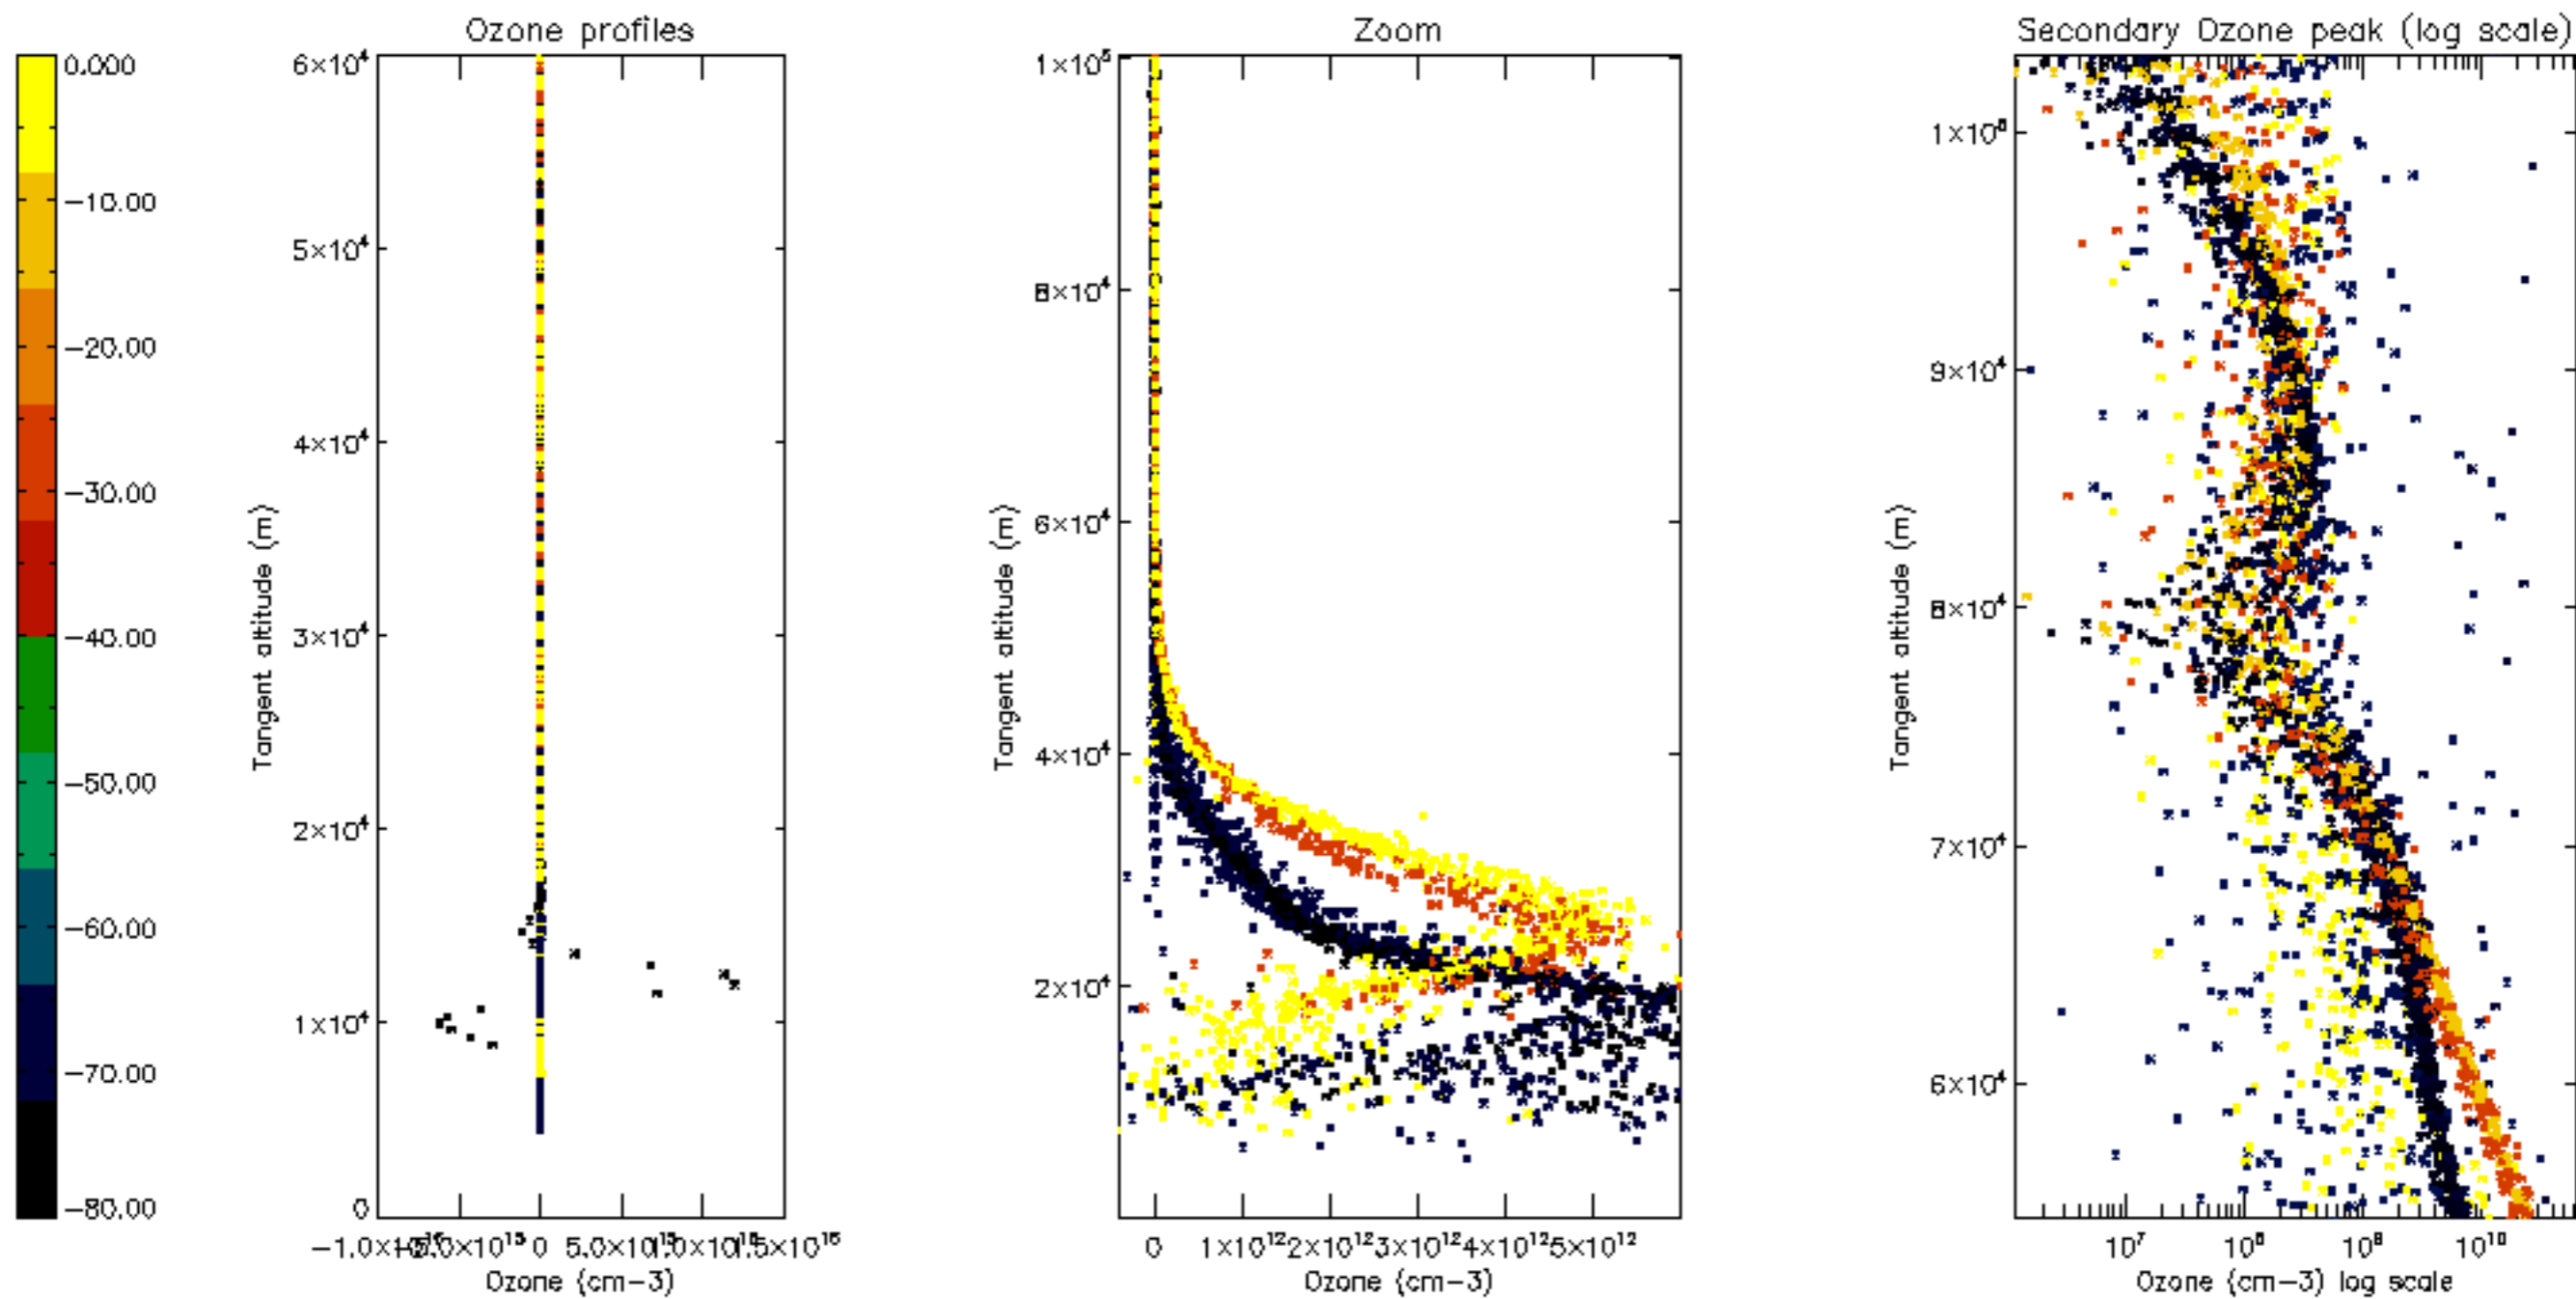 Ozone profiles
Zoom
Secondary Ozone peak (log scale)
0.000
-10.00
-20.00
-30.00
-40.00
-50.00
-60.00
-70.00
-80.00
Tangent altitude (m)
6×10⁴
5×10⁴
4×10⁴
3×10⁴
2×10⁴
1×10⁴
0
0
Ozone (cm-3)
Tangent altitude (m)
1×10⁵
8×10⁴
6×10⁴
4×10⁴
2×10⁴
0 1×10¹² 2×10¹² 3×10¹² 4×10¹² 5×10¹²
Ozone (cm-3)
Tangent altitude (m)
1×10⁵
9×10⁴
8×10⁴
7×10⁴
6×10⁴
10⁷ 10⁸ 10⁹ 10¹⁰
Ozone (cm-3) log scale